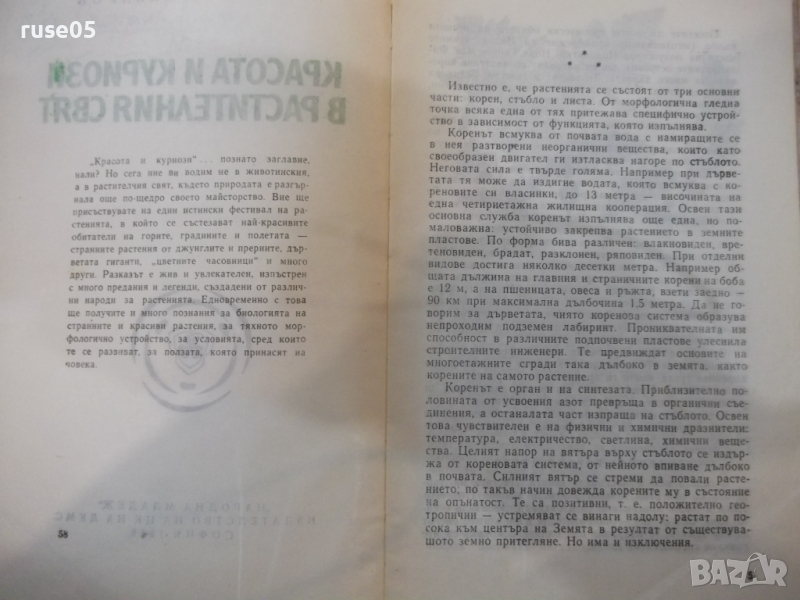 ruse05
КРАСОТА И КУРИОЗИ
В РАСТИТЕЛНИЯ СВЯТ
„Красота и куриози“... познато заглавие,
нали? Но сега ние ви водим не в животинския,
а в растителния свят, където природата е разгър-
нала още по-щедро своето майсторство. Вие ще
присъствувате на един истински фестивал на ра-
стенията, в който се състезават най-красивите
обитатели на горите, градините и полетата —
странните растения от джунглите и прериите, дър-
ветата гиганти, „цветните часовници“ и много
други. Разказът е жив и увлекателен, изпъстрен
с много предания и легенди, създадени от различ-
ни народи за растенията. Едновременно с това
ще получите и много познания за биологията на
странните и красиви растения, за тяхното мор-
фологично устройство, за условията, сред които
те се развиват, за ползата, която принасят на
човека.
НАРОДНА МЛАДЕЖ
ИЗДАТЕЛСТВО НА ЦК НА ДКМС
58
Известно е, че растенията се състоят от три основни
части: корен, стъбло и листа. От морфологична гледна
точка всяка една от тях притежава специфично устрой-
ство в зависимост от функцията, която изпълнява.
Коренът всмуква от почвата вода с намиращите се
в нея разтворени неорганични вещества, които като
своеобразен двигател ги изтласква нагоре по стъблото.
Неговата сила е твърде голяма. Например при дърве-
тата тя може да издигне водата, която всмуква с ко-
реновите си власинки, до 13 метра — височината на
една четириетажна жилищна кооперация. Освен тази
основна служба коренът изпълнява още една, но по-
маловажна: устойчиво закрепва растението в земните
пластове. По форма бива различен: влакновиден, вре-
теновиден, брадат, разклонен, ряповиден. При отделни
видове достига няколко десетки метра. Например об-
щата дължина на главния и страничните корени на боба
е 12 м, а на пшеницата, овеса и ръжта, взети заедно —
90 км при максимална дълбочина 1,5 метра. Да не го-
ворим за дърветата, чиято коренова система образува
непроходим подземен лабиринт. Проникателната им
способност в различните подпочвени пластове улеснила
строителните инженери. Те предвиждат основите на
многоетажните сгради така дълбоко в земята, както
корените на самото растение.
Коренът е орган и на синтезата. Приблизително по-
ловината от усвоения азот превръща в органични съе-
динения, а останалата част изпраща на стъблото. Освен
това чувствителен е на физични и химични дразнители:
температура, електричество, светлина, химични веще-
ства. Целият напор на вятъра върху стъблото се издър-
жа от кореновата система, от нейното впиване дълбоко
в почвата. Силният вятър се стреми да повали расте-
нието; по такъв начин довежда корените му в състояние
на опънатост. Те са позитивни, т. е. положително гео-
тропични — устремяват се винаги надолу; растат по по-
сока към центъра на Земята в резултат от съществува-
шото земно притегляне. Но има и изключения.
BAZAR